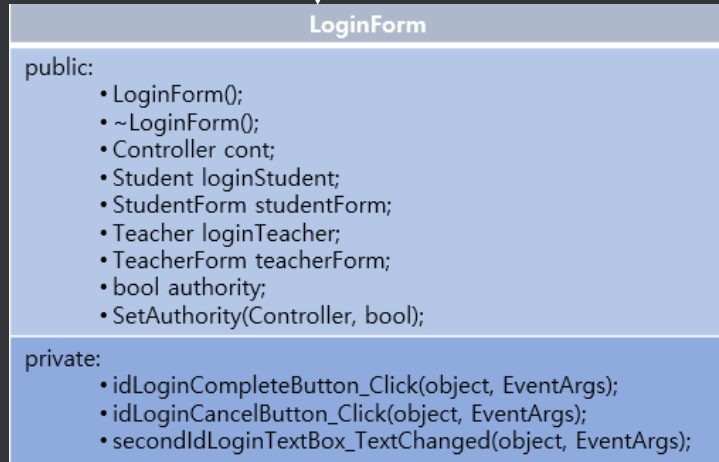 LoginForm
public:
• LoginForm();
• ~LoginForm();
• Controller cont;
• Student loginStudent;
• StudentForm studentForm;
• Teacher loginTeacher;
• TeacherForm teacherForm;
• bool authority;
• SetAuthority(Controller, bool);
private:
• idLoginCompleteButton_Click(object, EventArgs);
• idLoginCancelButton_Click(object, EventArgs);
• secondIdLoginTextBox_TextChanged(object, EventArgs);